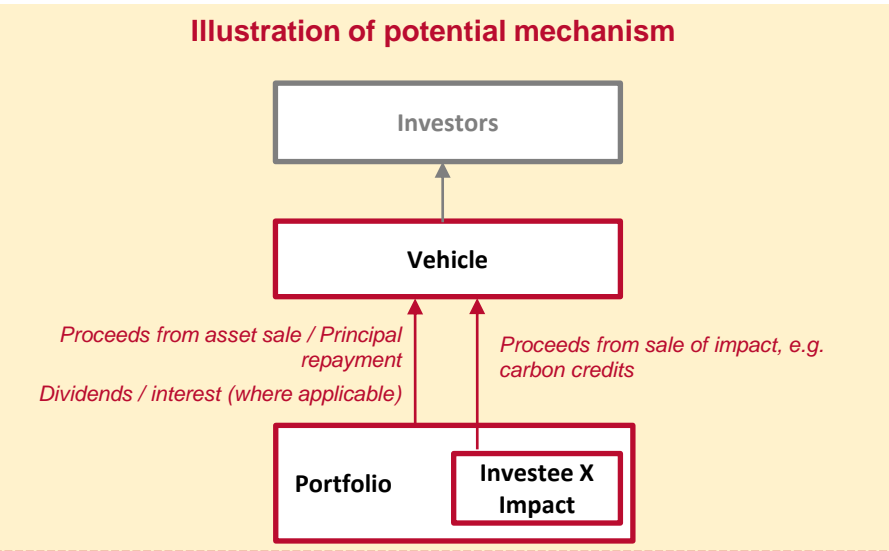 Illustration of potential mechanism
Investors
Vehicle
Proceeds from asset sale / Principal
repayment
Dividends / interest (where applicable)
Proceeds from sale of impact, e.g.
carbon credits
Portfolio
Investee X
Impact